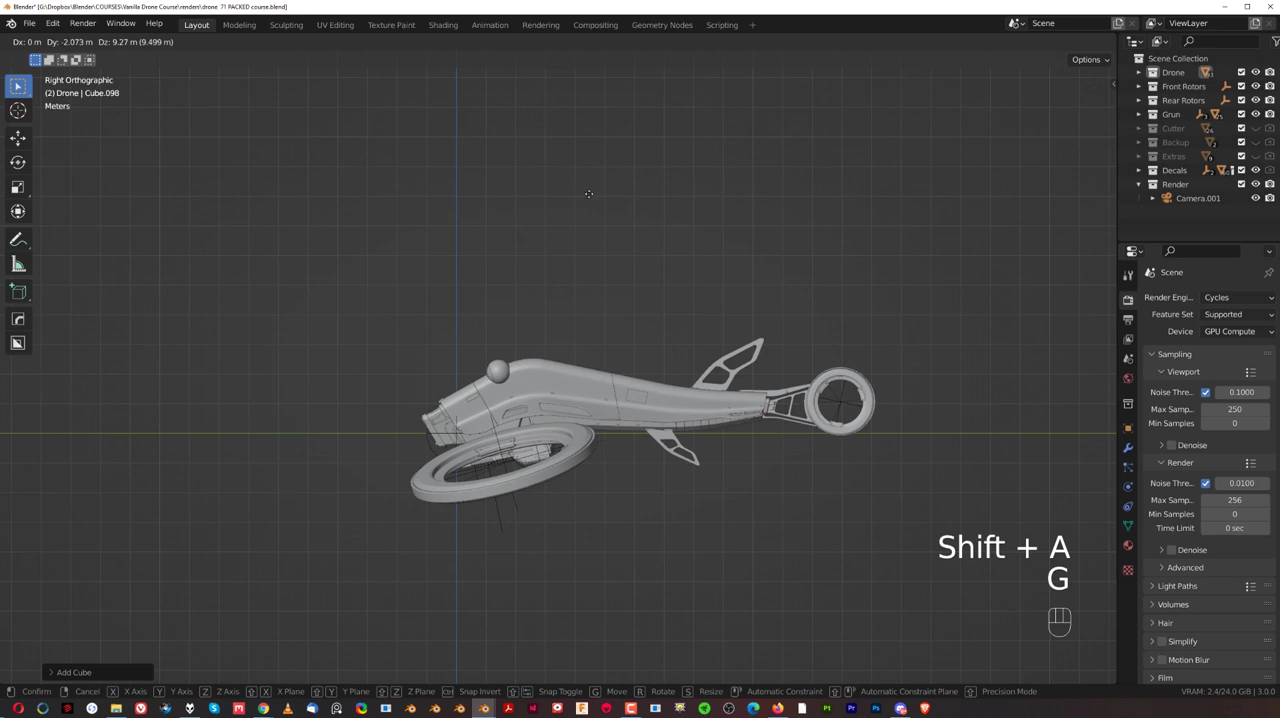 Blender* [G:\Dropbox\Blender\COURSES\Vanilla Drone Course\renders\drone_71 PACKED course.blend]
File Edit Render Window Help Layout Modeling Sculpting UV Editing Texture Paint Shading Animation Rendering Compositing Geometry Nodes Scripting + Scene ViewLayer
Dx: 0 m Dy: -2.073 m Dz: 9.27 m (9.499 m)
Options
Right Orthographic
(2) Drone | Cube.098
Meters
Scene Collection
Drone
Front Rotors
Rear Rotors
Grun
Cutter
Backup
Extras
Decals
Render
Camera.001
Scene
Render Engi.. Cycles
Feature Set Supported
Device GPU Compute
Sampling
Viewport
Noise Thre.. 0.1000
Max Samp.. 250
Min Samples 0
Denoise
Render
Noise Thre.. 0.0100
Max Samp.. 256
Min Samples 0
Time Limit 0 sec
Denoise
Advanced
Light Paths
Volumes
Hair
Simplify
Motion Blur
Film
Shift + A
G
Add Cube
Confirm Cancel X X Axis Y Y Axis Z Z Axis X X Plane Y Y Plane Z Z Plane Ctrl Snap Invert Snap Toggle G Move R Rotate S Resize Automatic Constraint Automatic Constraint Plane Precision Mode VRAM: 2.4/24.0 GiB | 3.0.0